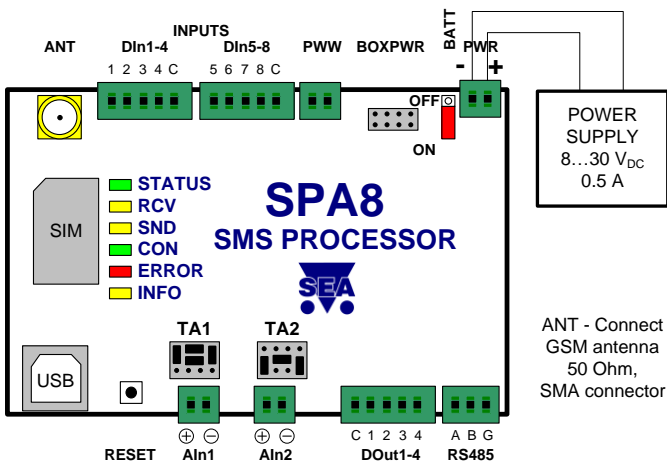 INPUTS
ANT DIn1-4 DIn5-8 PWW BOXPWR BATT PWR
1 2 3 4 C 5 6 7 8 C - +
OFF
ON
POWER
SUPPLY
8...30 VDC
0.5 A
SIM
STATUS
RCV
SND
CON
ERROR
INFO
SPA8
SMS PROCESSOR
SEA
TA1 TA2
ANT - Connect
GSM antenna
50 Ohm,
SMA connector
USB
+ - + - C 1 2 3 4 A B G
RESET AIn1 AIn2 DOut1-4 RS485